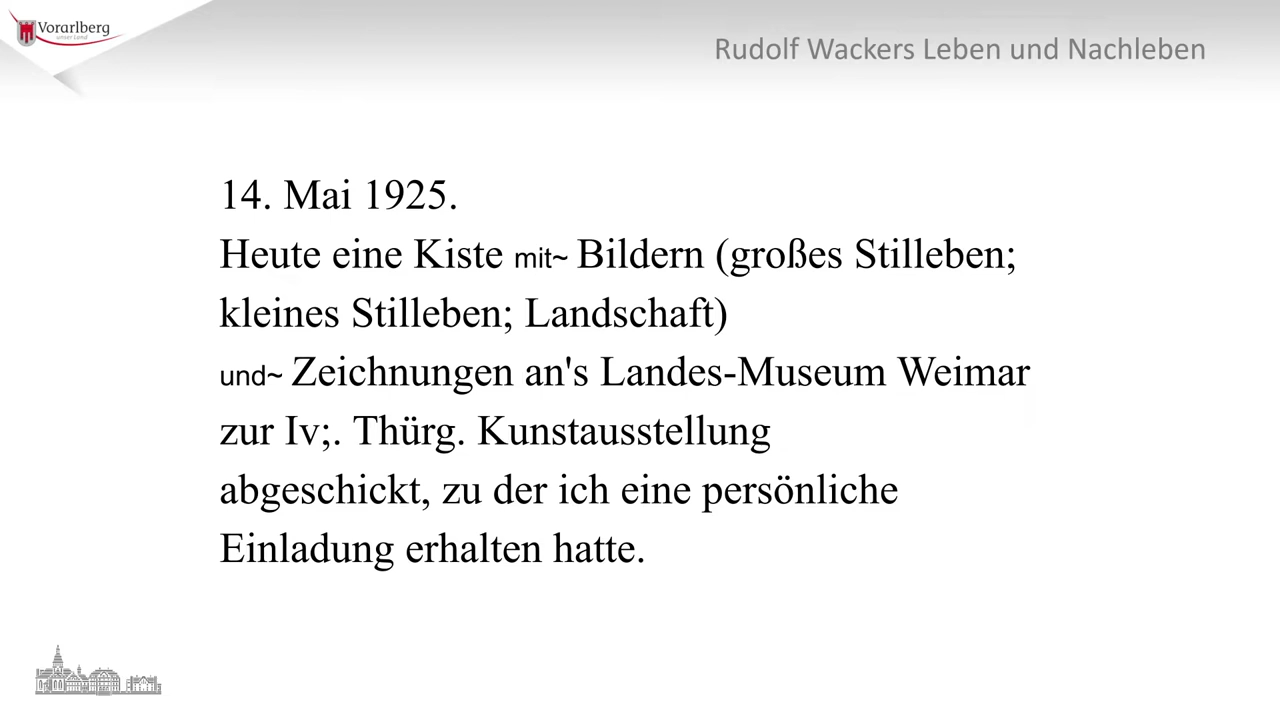 Vorarlberg
unser Land
Rudolf Wackers Leben und Nachleben
14. Mai 1925.
Heute eine Kiste mit~ Bildern (großes Stilleben;
kleines Stilleben; Landschaft)
und~ Zeichnungen an's Landes-Museum Weimar
zur Iv;. Thürg. Kunstausstellung
abgeschickt, zu der ich eine persönliche
Einladung erhalten hatte.